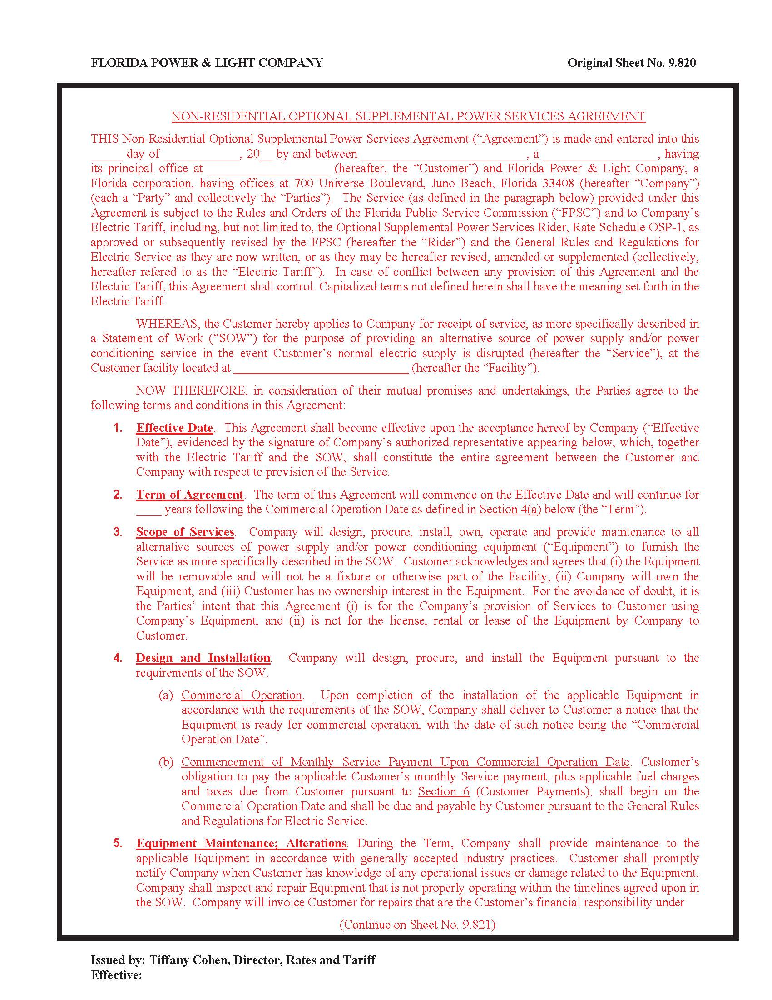 FLORIDA POWER & LIGHT COMPANY Original Sheet No. 9.820
NON-RESIDENTIAL OPTIONAL SUPPLEMENTAL POWER SERVICES AGREEMENT
THIS Non-Residential Optional Supplemental Power Services Agreement (“Agreement”) is made and entered into this
_____ day of ____________, 20__ by and between __________________________, a __________________, having
its principal office at ___________________ (hereafter, the “Customer”) and Florida Power & Light Company, a
Florida corporation, having offices at 700 Universe Boulevard, Juno Beach, Florida 33408 (hereafter “Company”)
(each a “Party” and collectively the “Parties”). The Service (as defined in the paragraph below) provided under this
Agreement is subject to the Rules and Orders of the Florida Public Service Commission (“FPSC”) and to Company’s
Electric Tariff, including, but not limited to, the Optional Supplemental Power Services Rider, Rate Schedule OSP-1, as
approved or subsequently revised by the FPSC (hereafter the “Rider”) and the General Rules and Regulations for
Electric Service as they are now written, or as they may be hereafter revised, amended or supplemented (collectively,
hereafter refered to as the “Electric Tariff”). In case of conflict between any provision of this Agreement and the
Electric Tariff, this Agreement shall control. Capitalized terms not defined herein shall have the meaning set forth in the
Electric Tariff.
WHEREAS, the Customer hereby applies to Company for receipt of service, as more specifically described in
a Statement of Work (“SOW”) for the purpose of providing an alternative source of power supply and/or power
conditioning service in the event Customer’s normal electric supply is disrupted (hereafter the “Service”), at the
Customer facility located at ____________________________ (hereafter the “Facility”).
NOW THEREFORE, in consideration of their mutual promises and undertakings, the Parties agree to the
following terms and conditions in this Agreement:
1. Effective Date. This Agreement shall become effective upon the acceptance hereof by Company (“Effective
Date”), evidenced by the signature of Company’s authorized representative appearing below, which, together
with the Electric Tariff and the SOW, shall constitute the entire agreement between the Customer and
Company with respect to provision of the Service.
2. Term of Agreement. The term of this Agreement will commence on the Effective Date and will continue for
____ years following the Commercial Operation Date as defined in Section 4(a) below (the “Term”).
3. Scope of Services. Company will design, procure, install, own, operate and provide maintenance to all
alternative sources of power supply and/or power conditioning equipment (“Equipment”) to furnish the
Service as more specifically described in the SOW. Customer acknowledges and agrees that (i) the Equipment
will be removable and will not be a fixture or otherwise part of the Facility, (ii) Company will own the
Equipment, and (iii) Customer has no ownership interest in the Equipment. For the avoidance of doubt, it is
the Parties’ intent that this Agreement (i) is for the Company’s provision of Services to Customer using
Company’s Equipment, and (ii) is not for the license, rental or lease of the Equipment by Company to
Customer.
4. Design and Installation. Company will design, procure, and install the Equipment pursuant to the
requirements of the SOW.
(a) Commercial Operation. Upon completion of the installation of the applicable Equipment in
accordance with the requirements of the SOW, Company shall deliver to Customer a notice that the
Equipment is ready for commercial operation, with the date of such notice being the “Commercial
Operation Date”.
(b) Commencement of Monthly Service Payment Upon Commercial Operation Date. Customer’s
obligation to pay the applicable Customer’s monthly Service payment, plus applicable fuel charges
and taxes due from Customer pursuant to Section 6 (Customer Payments), shall begin on the
Commercial Operation Date and shall be due and payable by Customer pursuant to the General Rules
and Regulations for Electric Service.
5. Equipment Maintenance; Alterations. During the Term, Company shall provide maintenance to the
applicable Equipment in accordance with generally accepted industry practices. Customer shall promptly
notify Company when Customer has knowledge of any operational issues or damage related to the Equipment.
Company shall inspect and repair Equipment that is not properly operating within the timelines agreed upon in
the SOW. Company will invoice Customer for repairs that are the Customer’s financial responsibility under
(Continue on Sheet No. 9.821)
Issued by: Tiffany Cohen, Director, Rates and Tariff
Effective: